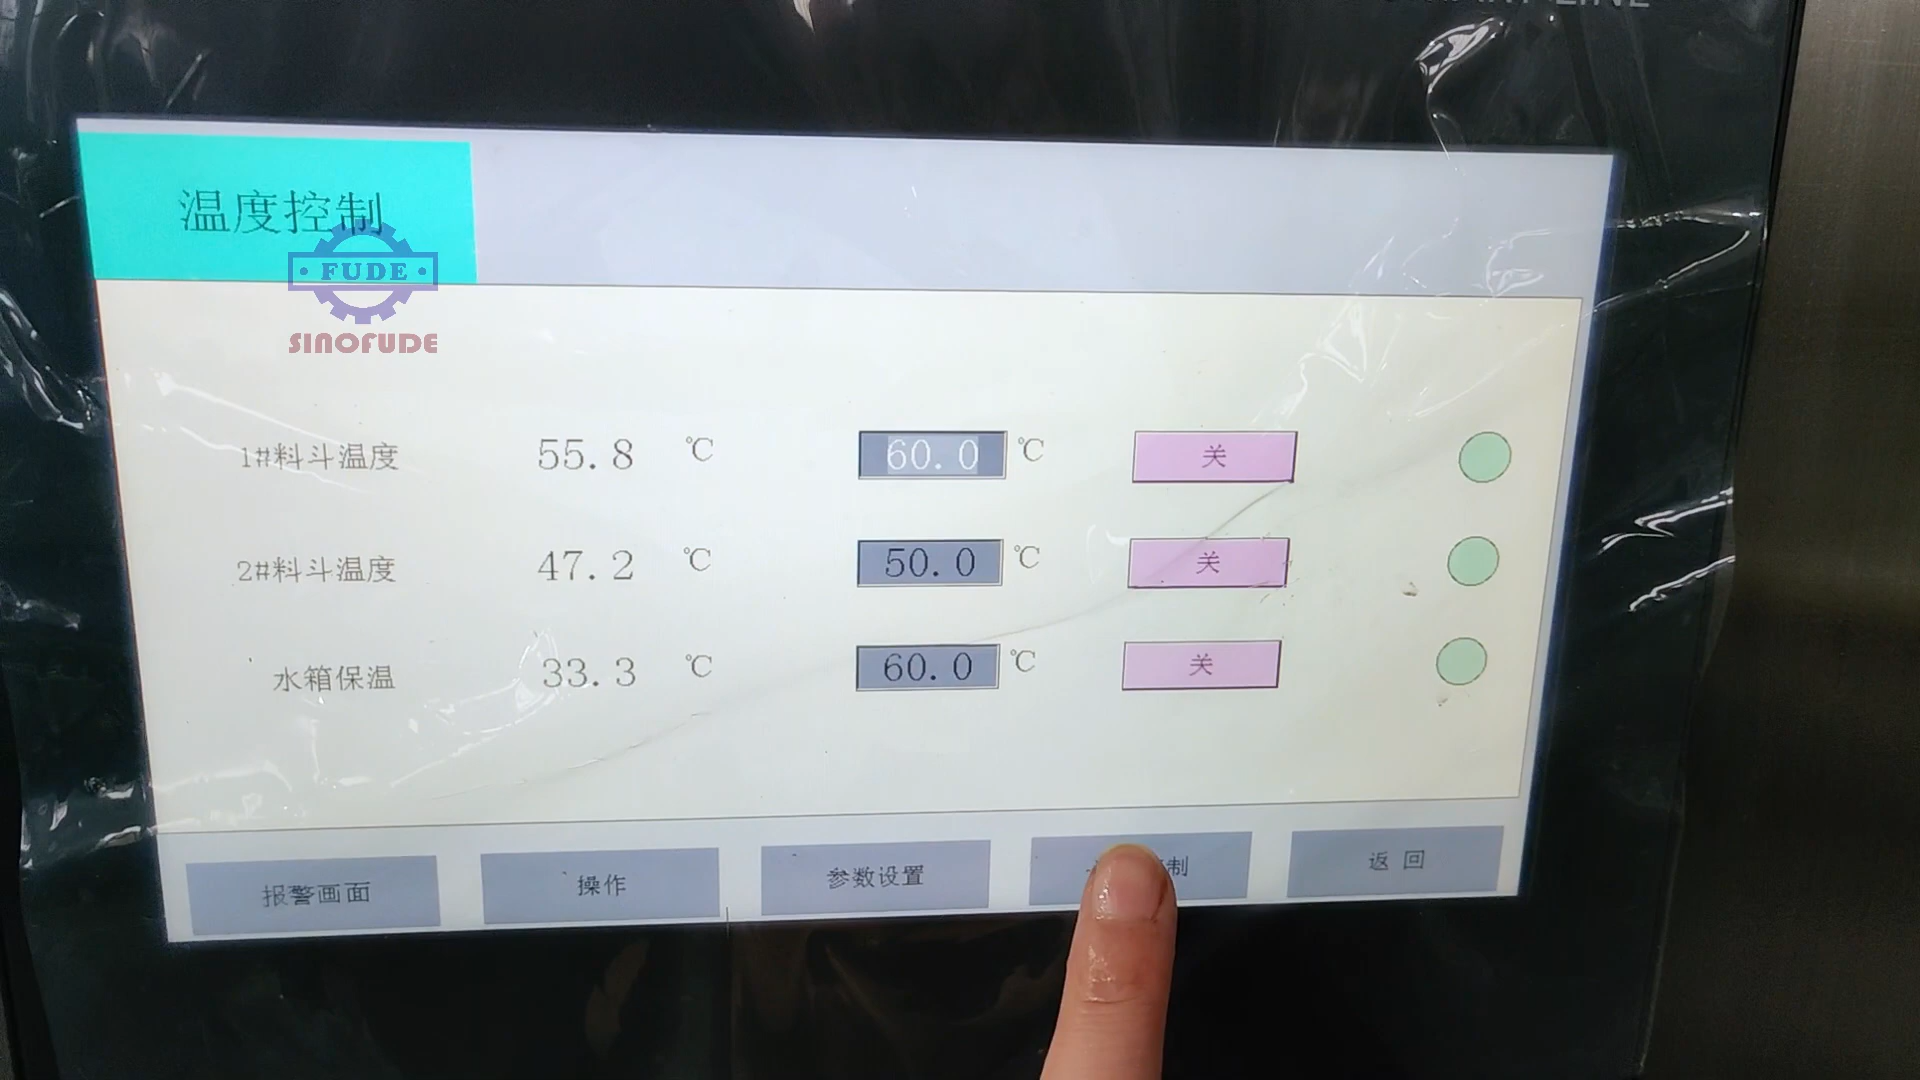 温度控制
· FUDE ·
SINOFUDE
1#料斗温度 55.8 ℃ 60.0 ℃ 关
2#料斗温度 47.2 ℃ 50.0 ℃ 关
水箱保温 33.3 ℃ 60.0 ℃ 关
报警画面 操作 参数设置 制 返回